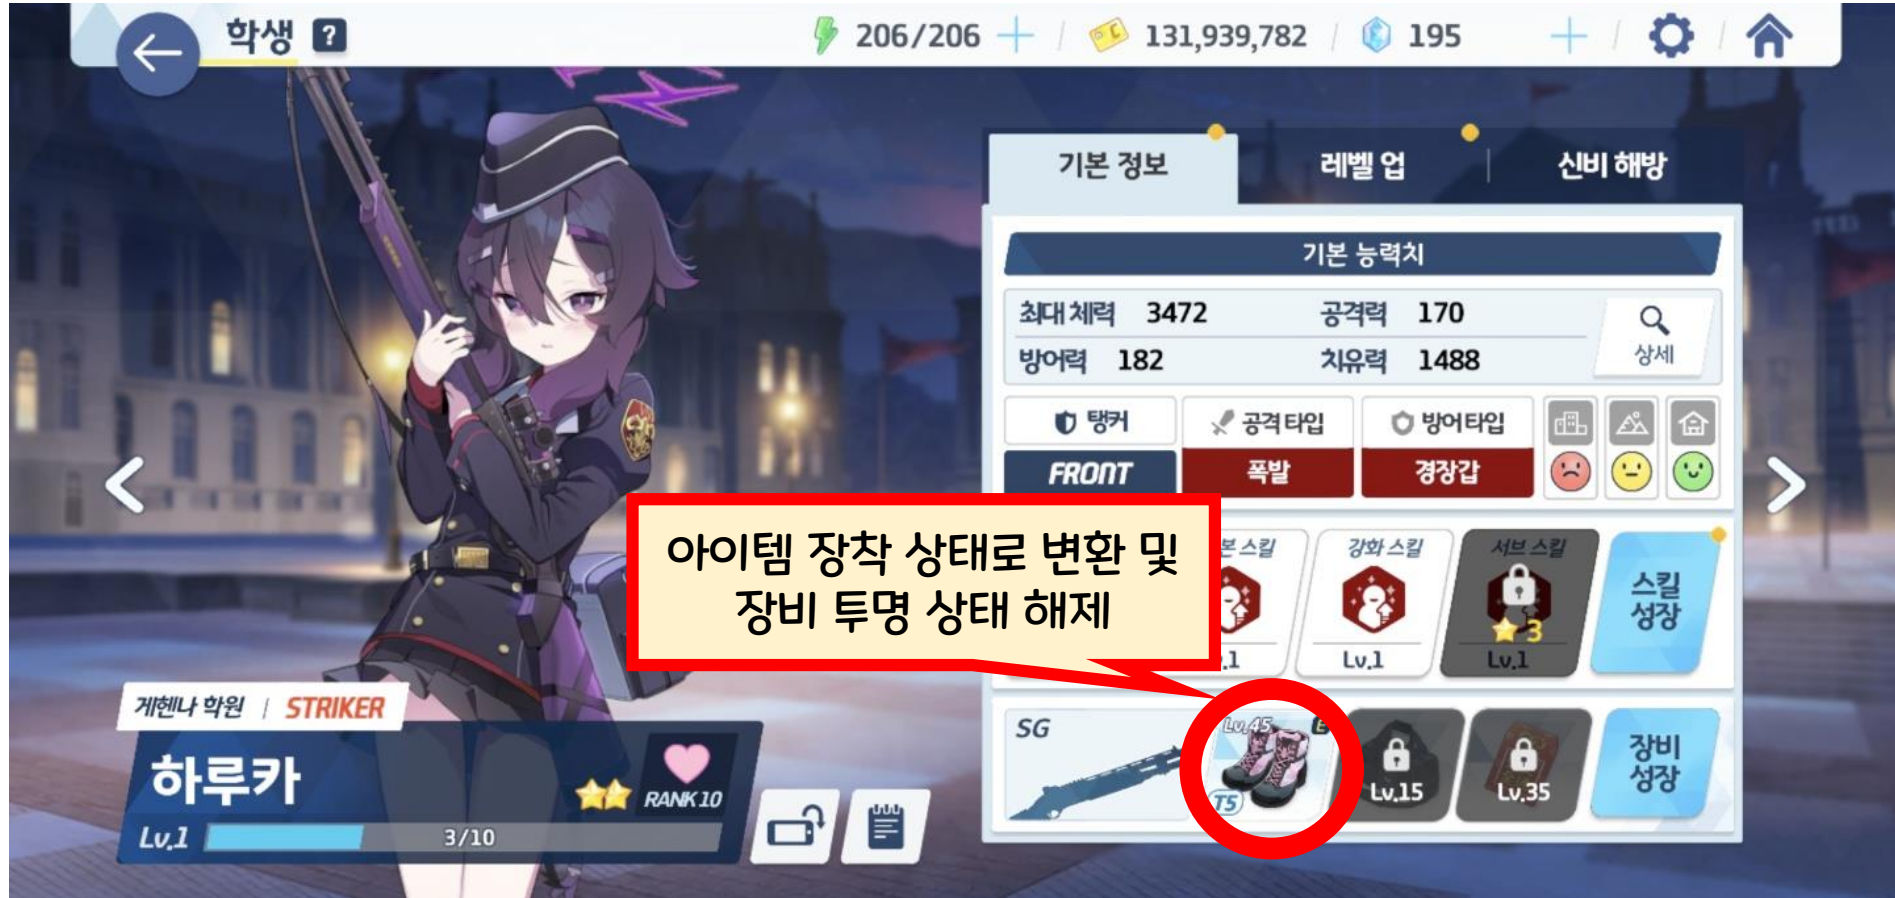 학생 ?
206/206
131,939,782
195
기본 정보
레벨 업
신비 해방
기본 능력치
최대 체력 3472
공격력 170
방어력 182
치유력 1488
상세
탱커
FRONT
공격 타입
폭발
방어 타입
경장갑
아이템 장착 상태로 변환 및
장비 투명 상태 해제
본 스킬
.1
강화 스킬
Lv.1
서브 스킬
3
Lv.1
스킬
성장
게헨나 학원 | STRIKER
하루카
RANK 10
Lv.1
3/10
SG
Lv.45
E
T5
Lv.15
Lv.35
장비
성장